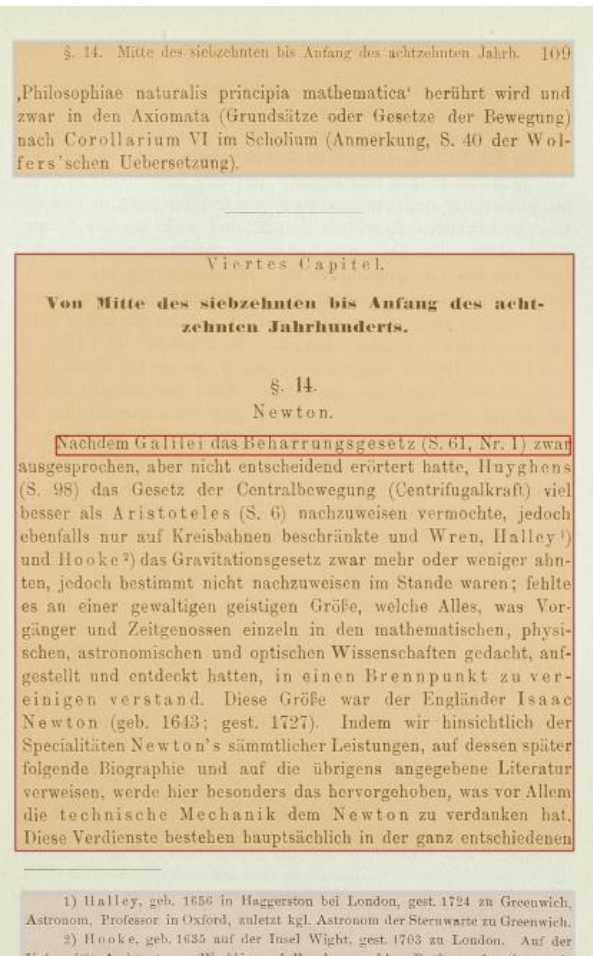 §. 14. Mitte des siebzehnten bis Anfang des achtzehnten Jahrh. 109
‚Philosophiae naturalis principia mathematica‘ berührt wird und
zwar in den Axiomata (Grundsätze oder Gesetze der Bewegung)
nach Corollarium VI im Scholium (Anmerkung, S. 40 der Wol-
fers'schen Uebersetzung).
Viertes Capitel.
Von Mitte des siebzehnten bis Anfang des acht-
zehnten Jahrhunderts.
§. 14.
Newton.
Nachdem Galilei das Beharrungsgesetz (S. 61, Nr. 1) zwar
ausgesprochen, aber nicht entscheidend erörtert hatte, Huyghens
(S. 98) das Gesetz der Centralbewegung (Centrifugalkraft) viel
besser als Aristoteles (S. 6) nachzuweisen vermochte, jedoch
ebenfalls nur auf Kreisbahnen beschränkte und Wren, Halley ¹)
und Hooke ²) das Gravitationsgesetz zwar mehr oder weniger ahn-
ten, jedoch bestimmt nicht nachzuweisen im Stande waren; fehlte
es an einer gewaltigen geistigen Größe, welche Alles, was Vor-
gänger und Zeitgenossen einzeln in den mathematischen, physi-
schen, astronomischen und optischen Wissenschaften gedacht, auf-
gestellt und entdeckt hatten, in einen Brennpunkt zu ver-
einigen verstand. Diese Größe war der Engländer Isaac
Newton (geb. 1643; gest. 1727). Indem wir hinsichtlich der
Specialitäten Newton's sämmtlicher Leistungen, auf dessen später
folgende Biographie und auf die übrigens angegebene Literatur
verweisen, werde hier besonders das hervorgehoben, was vor Allem
die technische Mechanik dem Newton zu verdanken hat.
Diese Verdienste bestehen hauptsächlich in der ganz entschiedenen
1) Halley, geb. 1656 in Haggerston bei London, gest. 1724 zu Greenwich,
Astronom, Professor in Oxford, zuletzt kgl. Astronom der Sternwarte zu Greenwich.
2) Hooke, geb. 1635 auf der Insel Wight, gest. 1703 zu London. Auf der